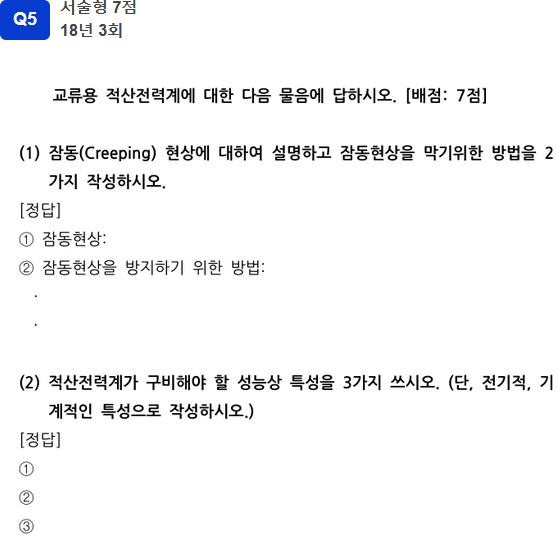 Q5
서술형 7점
18년 3회
교류용 적산전력계에 대한 다음 물음에 답하시오. [배점: 7점]
(1) 잠동(Creeping) 현상에 대하여 설명하고 잠동현상을 막기위한 방법을 2
가지 작성하시오.
[정답]
① 잠동현상:
② 잠동현상을 방지하기 위한 방법:
·
·
(2) 적산전력계가 구비해야 할 성능상 특성을 3가지 쓰시오. (단, 전기적, 기
계적인 특성으로 작성하시오.)
[정답]
①
②
③